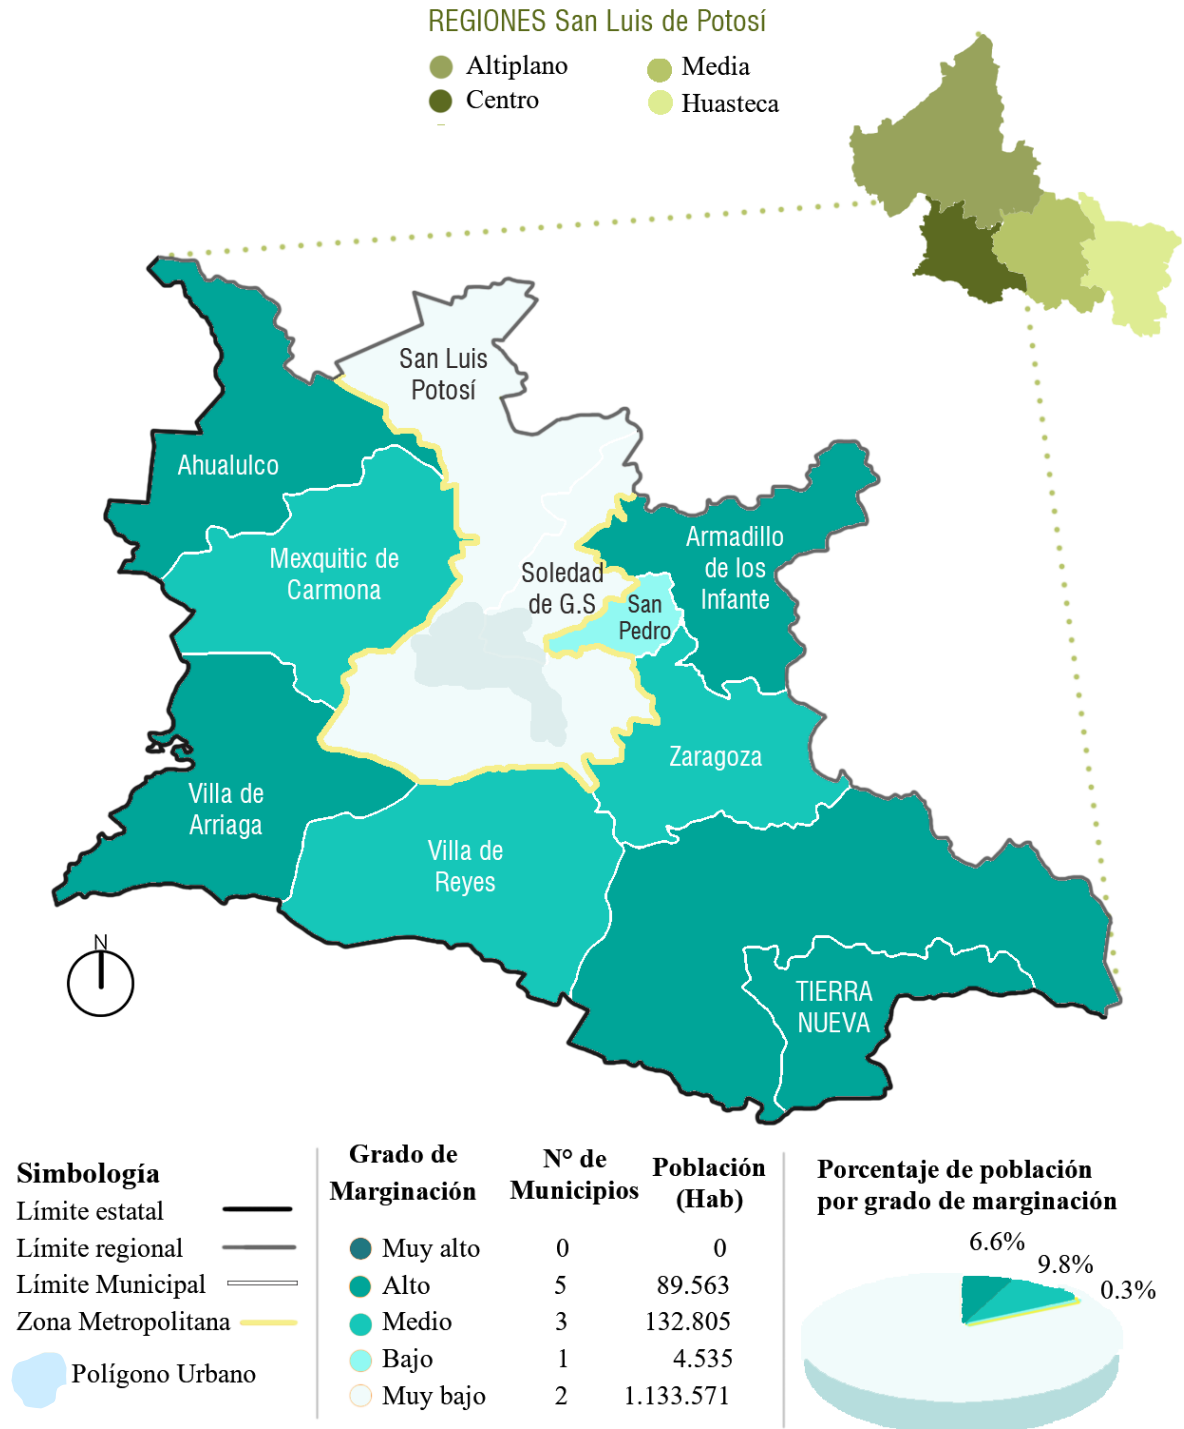 REGIONES San Luis de Potosí
Altiplano
Media
Centro
Huasteca
San Luis
Potosí
Ahualulco
Mexquitic de
Carmona
Armadillo
de los
Infante
Soledad
de G.S
San
Pedro
Zaragoza
Villa de
Arriaga
Villa de
Reyes
N
TIERRA
NUEVA
Simbología
Límite estatal
Límite regional
Límite Municipal
Zona Metropolitana
Polígono Urbano
Grado de
Marginación
N° de
Municipios
Población
(Hab)
Muy alto 0 0
Alto 5 89.563
Medio 3 132.805
Bajo 1 4.535
Muy bajo 2 1.133.571
Porcentaje de población
por grado de marginación
6.6%
9.8%
0.3%